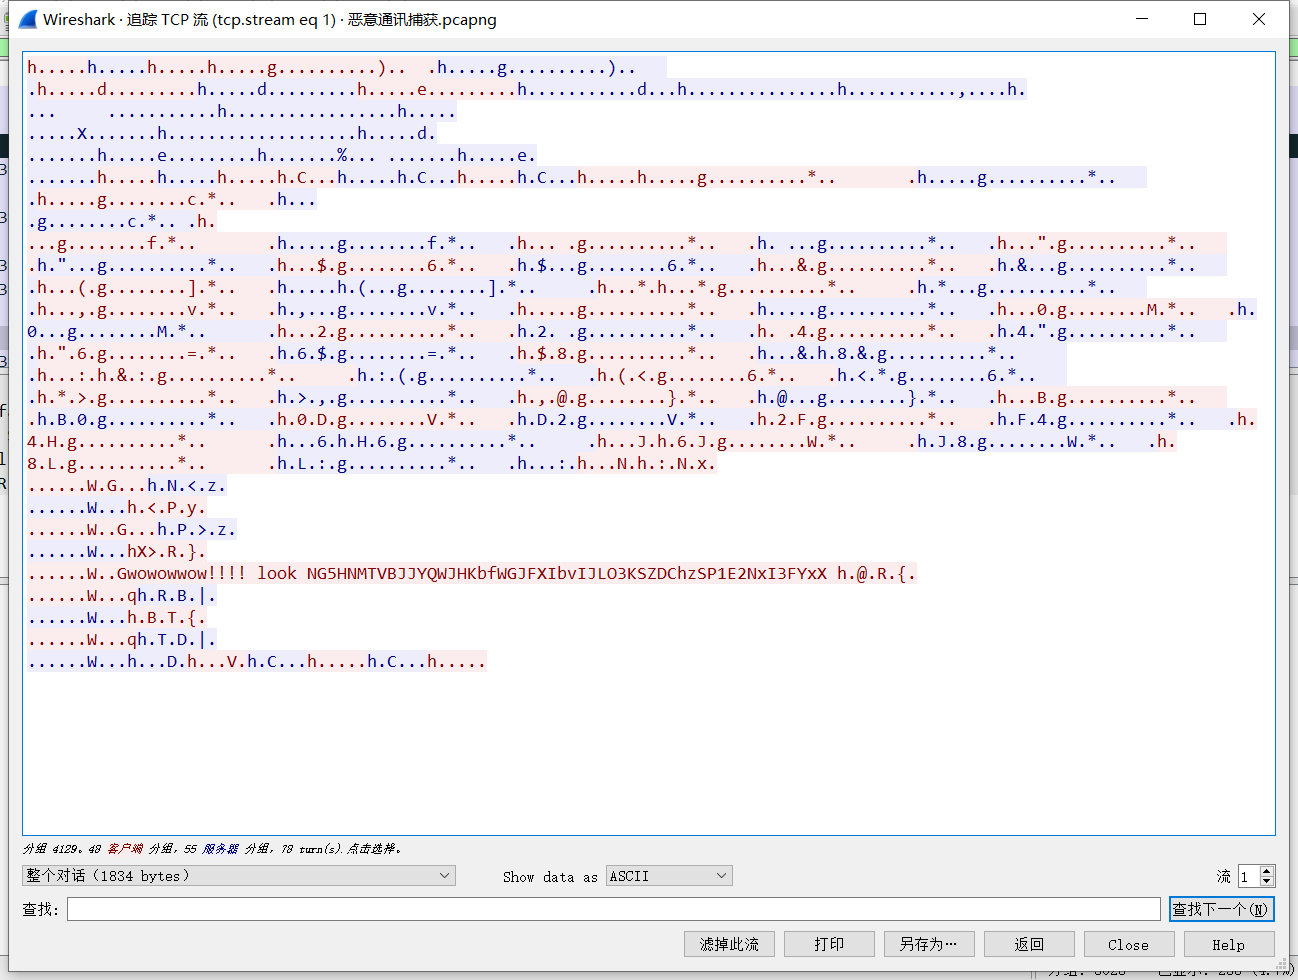 Wireshark · 追踪 TCP 流 (tcp.stream eq 1) · 恶意通讯捕获.pcapng
h.....h.....h.....h.....g..........)..  .h.....g..........)..
.h.....d.........h.....d.........h.....e.........h...........d...h...............h...........,....h.
...     ...........h.................h.....
.....X.......h...................h.....d.
.......h.....e.........h.......%... .......h.....e.
.......h.....h.....h.....h.C...h.....h.C...h.....h.C...h.....h.....g..........*..       .h.....g..........*..
.h.....g........c.*..   .h...
.g........c.*.. .h.
...g........f.*..       .h.....g........f.*..   .h... .g..........*..   .h. ...g..........*..   .h...".g..........*..
.h."...g..........*..   .h...$.g........6.*..   .h.$...g........6.*..   .h...&.g..........*..   .h.&...g..........*..
.h...(.g........].*..   .h.....h.(...g........].*..     .h...*.h...*.g..........*..       .h.*...g..........*..
.h...,.g........v.*..   .h.,...g........v.*..   .h.....g..........*..   .h.....g..........*..   .h...0.g........M.*..   .h.
0...g........M.*..      .h...2.g..........*..   .h.2. .g..........*..   .h. .4.g..........*..   .h.4.".g..........*..
.h.".6.g........=.*..   .h.6.$.g........=.*..   .h.$.8.g..........*..   .h...&.h.8.&.g..........*..
.h...:.h.&.:.g..........*..     .h.:.(.g..........*..   .h.(.<.g........6.*..   .h.<.*.g........6.*..
.h.*.>.g..........*..   .h.>.,.g..........*..   .h.,.@.g........}.*..   .h.@...g........}.*..   .h...B.g..........*..
.h.B.0.g..........*..   .h.0.D.g........V.*..   .h.D.2.g........V.*..   .h.2.F.g..........*..   .h.F.4.g..........*..   .h.
4.H.g..........*..      .h...6.h.H.6.g..........*..     .h...J.h.6.J.g........W.*..     .h.J.8.g........W.*..   .h.
8.L.g..........*..      .h.L.:.g..........*..   .h...:.h...N.h.:.N.x.
......W.G...h.N.<.z.
......W...h.<.P.y.
......W..G...h.P.>.z.
......W...hX>.R.}.
......W..Gwowowwow!!!! look NG5HNMTVBJJYQWJHKbfWGJFXIbvIJLO3KSZDChzSP1E2NxI3FYxX h.@.R.{.
......W...qh.R.B.|.
......W...h.B.T.{.
......W...qh.T.D.|.
......W...h...D.h...V.h.C...h.....h.C...h.....
分组 4129。40 客户端 分组, 55 服务器 分组, 70 turn(s). 点击选择。
整个对话 (1834 bytes)
Show data as ASCII
流 1
查找:
查找下一个(N)
滤掉此流 打印 另存为… 返回 Close Help